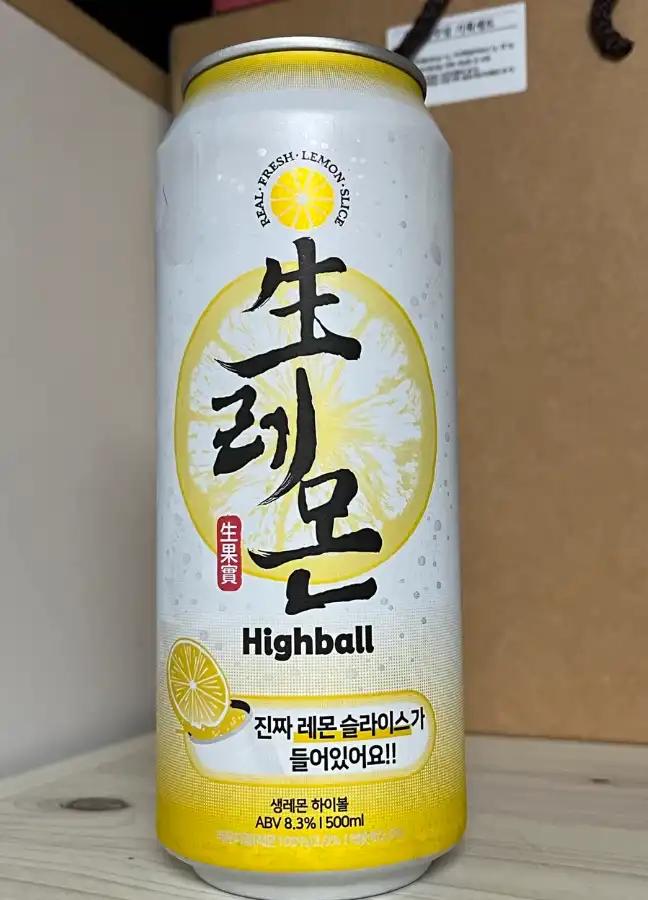 REAL·FRESH·LEMON·SLICE
生
레
몬
生果實
Highball
진짜 레몬 슬라이스가
들어있어요!!
생레몬 하이볼
ABV 8.3% | 500ml